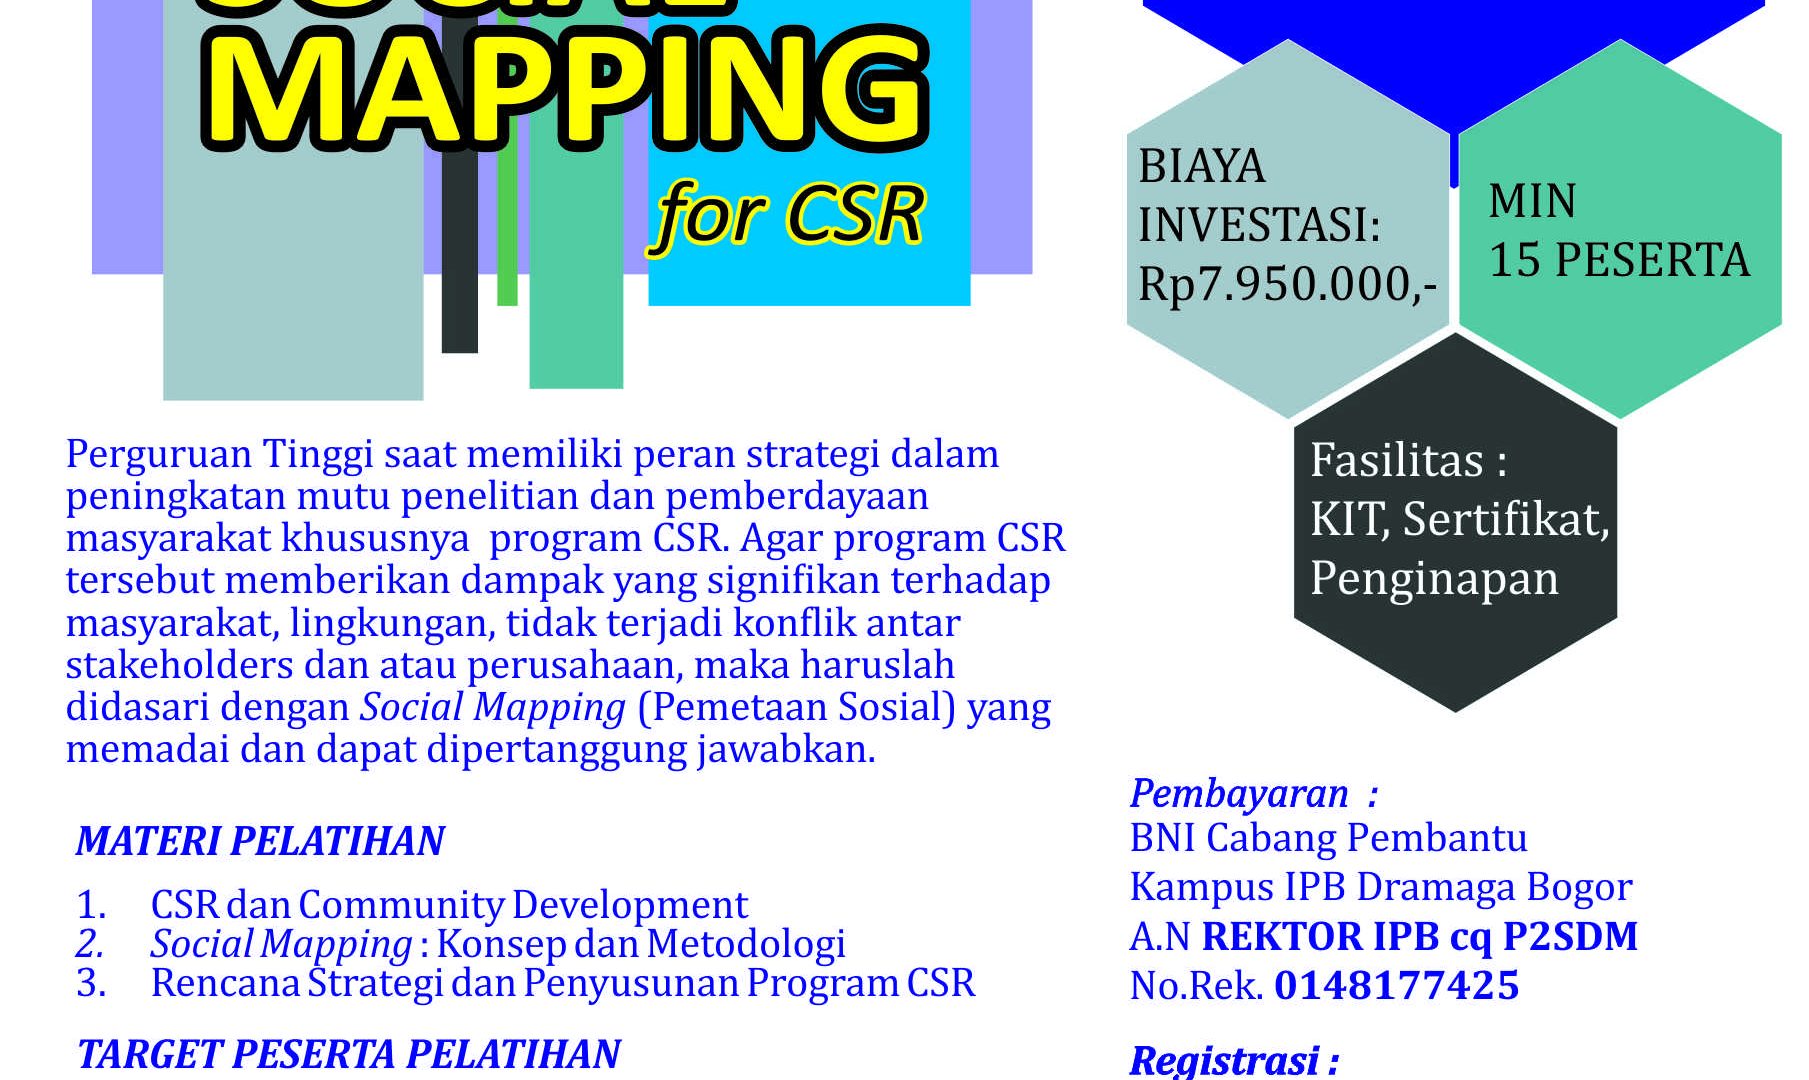 SOCIAL
MAPPING
for CSR
BIAYA
INVESTASI:
Rp7.950.000,-
MIN
15 PESERTA
Fasilitas :
KIT, Sertifikat,
Penginapan
Perguruan Tinggi saat memiliki peran strategi dalam
peningkatan mutu penelitian dan pemberdayaan
masyarakat khususnya  program CSR. Agar program CSR
tersebut memberikan dampak yang signifikan terhadap
masyarakat, lingkungan, tidak terjadi konflik antar
stakeholders dan atau perusahaan, maka haruslah
didasari dengan Social Mapping (Pemetaan Sosial) yang
memadai dan dapat dipertanggung jawabkan.
MATERI PELATIHAN
1. CSR dan Community Development
2. Social Mapping : Konsep dan Metodologi
3. Rencana Strategi dan Penyusunan Program CSR
TARGET PESERTA PELATIHAN
Pembayaran  :
BNI Cabang Pembantu
Kampus IPB Dramaga Bogor
A.N REKTOR IPB cq P2SDM
No.Rek. 0148177425
Registrasi :